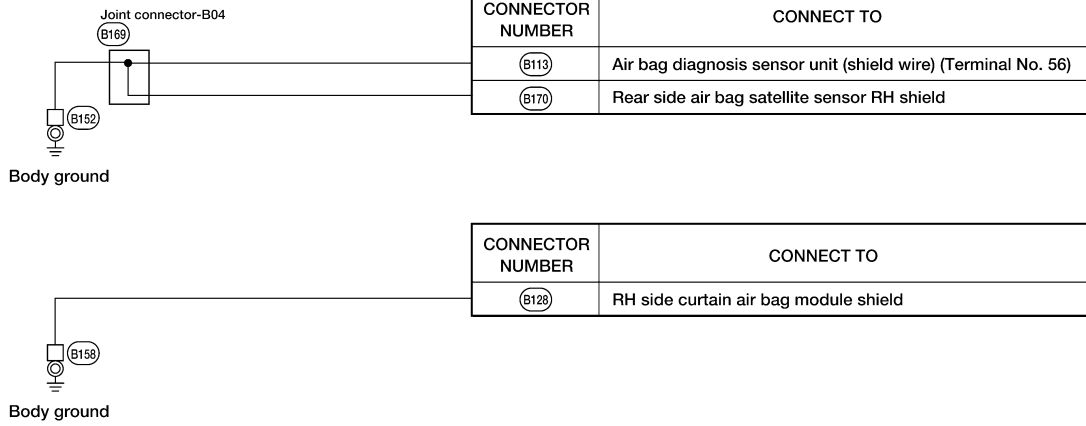 Joint connector-B04
B169
B152
Body ground
CONNECTOR
NUMBER
CONNECT TO
B113
Air bag diagnosis sensor unit (shield wire) (Terminal No. 56)
B170
Rear side air bag satellite sensor RH shield
CONNECTOR
NUMBER
CONNECT TO
B128
RH side curtain air bag module shield
B158
Body ground